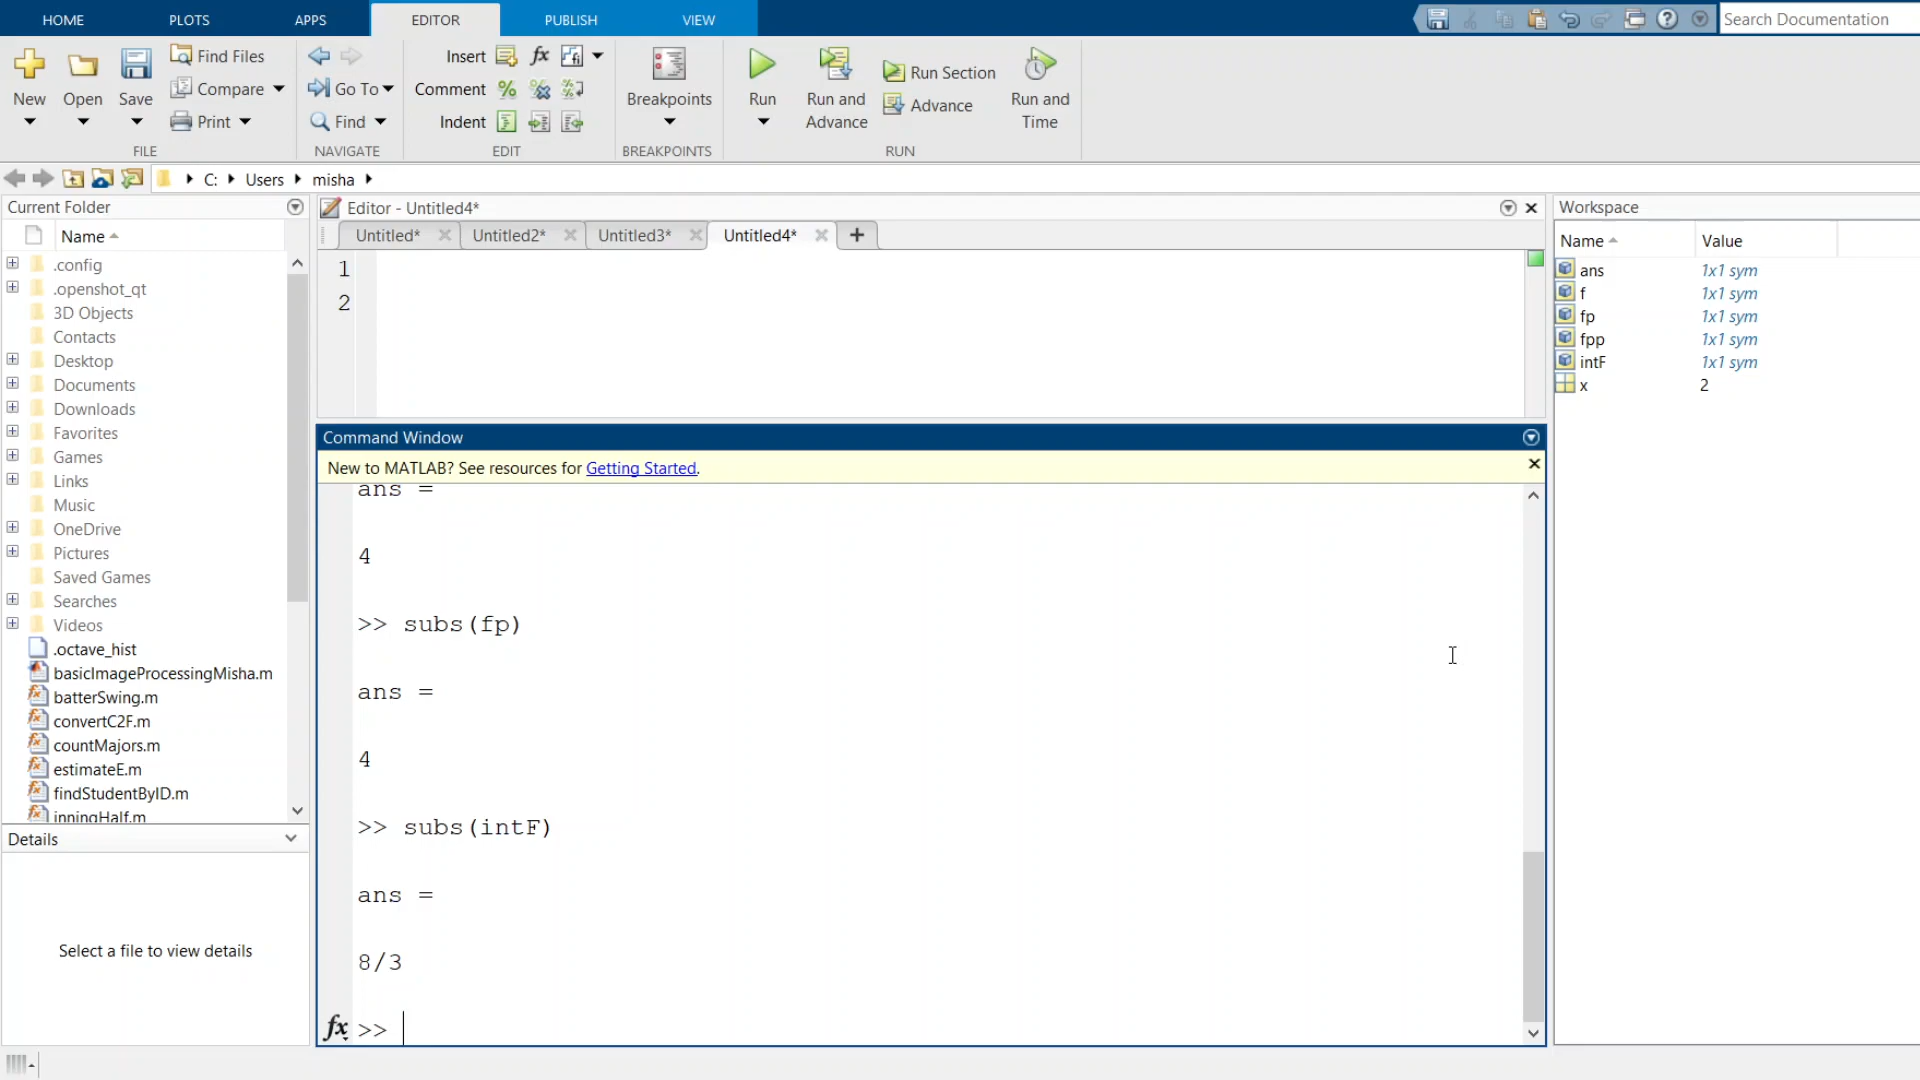 HOME PLOTS APPS EDITOR PUBLISH VIEW
Search Documentation
New
Open
Save
Find Files
Compare
Print
FILE
Go To
Find
NAVIGATE
Insert
Comment
Indent
EDIT
Breakpoints
BREAKPOINTS
Run
Run and
Advance
Run Section
Advance
Run and
Time
RUN
C: Users misha
Current Folder
Name
.config
.openshot_qt
3D Objects
Contacts
Desktop
Documents
Downloads
Favorites
Games
Links
Music
OneDrive
Pictures
Saved Games
Searches
Videos
.octave_hist
basicImageProcessingMisha.m
batterSwing.m
convertC2F.m
countMajors.m
estimateE.m
findStudentByID.m
inningHalf.m
Details
Select a file to view details
Editor - Untitled4*
Untitled* Untitled2* Untitled3* Untitled4*
1
2
Command Window
New to MATLAB? See resources for Getting Started.
ans =
4
>> subs(fp)
ans =
4
>> subs(intF)
ans =
8/3
fx >>
Workspace
Name Value
ans 1x1 sym
f 1x1 sym
fp 1x1 sym
fpp 1x1 sym
intF 1x1 sym
x 2